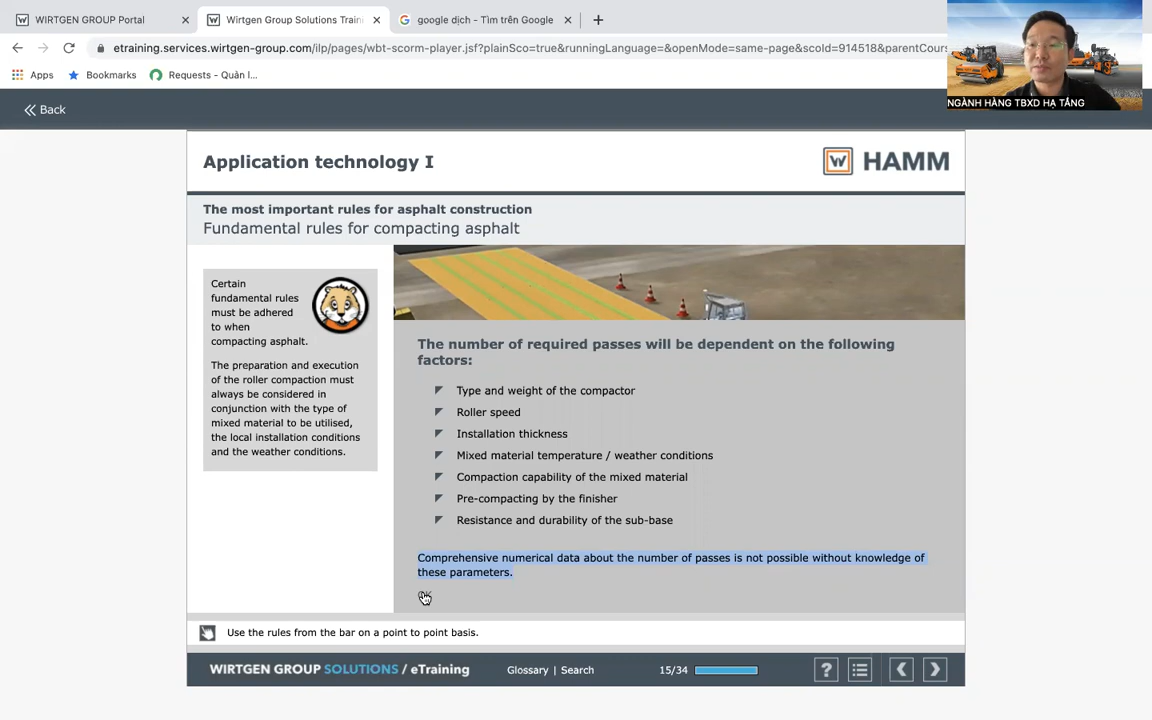 WIRTGEN GROUP Portal
Wirtgen Group Solutions Traini
google dịch - Tìm trên Google
etraining.services.wirtgen-group.com/ilp/pages/wbt-scorm-player.jsf?plainSco=true&runningLanguage=&openMode=same-page&scoId=914518&parentCours
Apps
Bookmarks
Requests - Quản l...
NGÀNH HÀNG TBXD HẠ TẦNG
Back
Application technology I
W HAMM
The most important rules for asphalt construction
Fundamental rules for compacting asphalt
Certain
fundamental rules
must be adhered
to when
compacting asphalt.
The preparation and execution
of the roller compaction must
always be considered in
conjunction with the type of
mixed material to be utilised,
the local installation conditions
and the weather conditions.
The number of required passes will be dependent on the following
factors:
Type and weight of the compactor
Roller speed
Installation thickness
Mixed material temperature / weather conditions
Compaction capability of the mixed material
Pre-compacting by the finisher
Resistance and durability of the sub-base
Comprehensive numerical data about the number of passes is not possible without knowledge of
these parameters.
Use the rules from the bar on a point to point basis.
WIRTGEN GROUP SOLUTIONS / eTraining
Glossary | Search
15/34
?